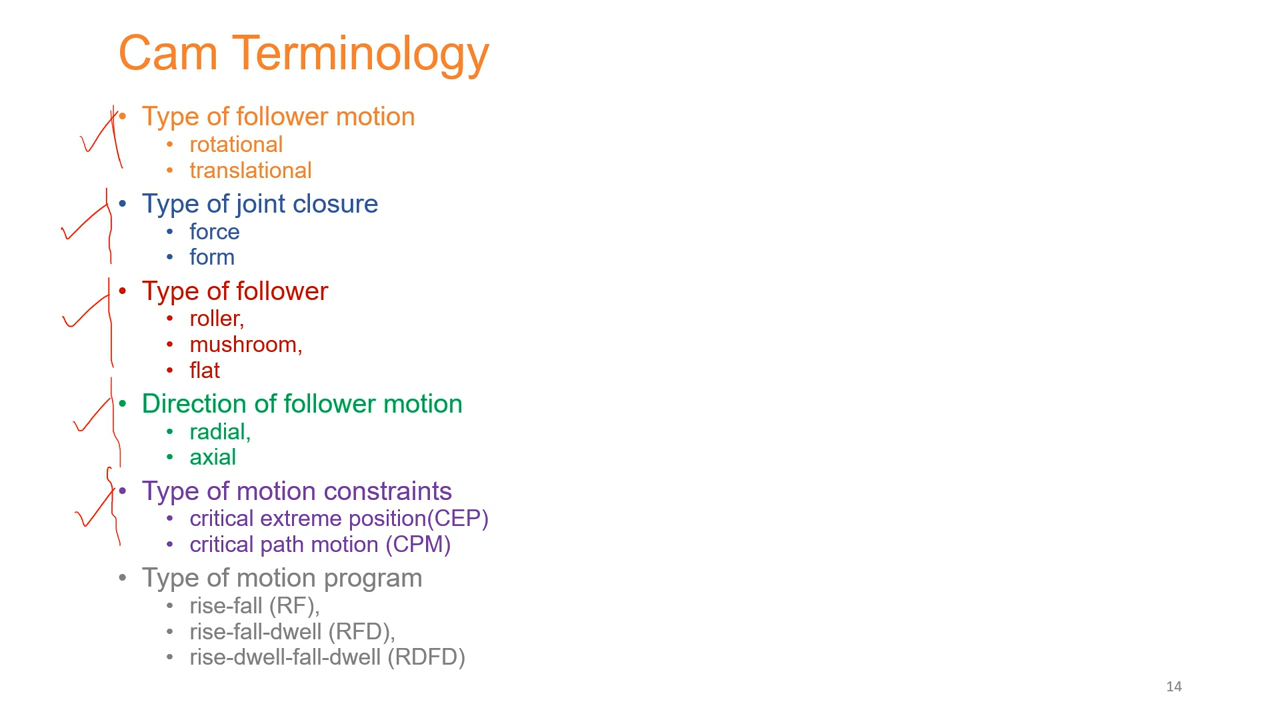 Cam Terminology
• Type of follower motion
• rotational
• translational
• Type of joint closure
• force
• form
• Type of follower
• roller,
• mushroom,
• flat
• Direction of follower motion
• radial,
• axial
• Type of motion constraints
• critical extreme position(CEP)
• critical path motion (CPM)
• Type of motion program
• rise-fall (RF),
• rise-fall-dwell (RFD),
• rise-dwell-fall-dwell (RDFD)
14